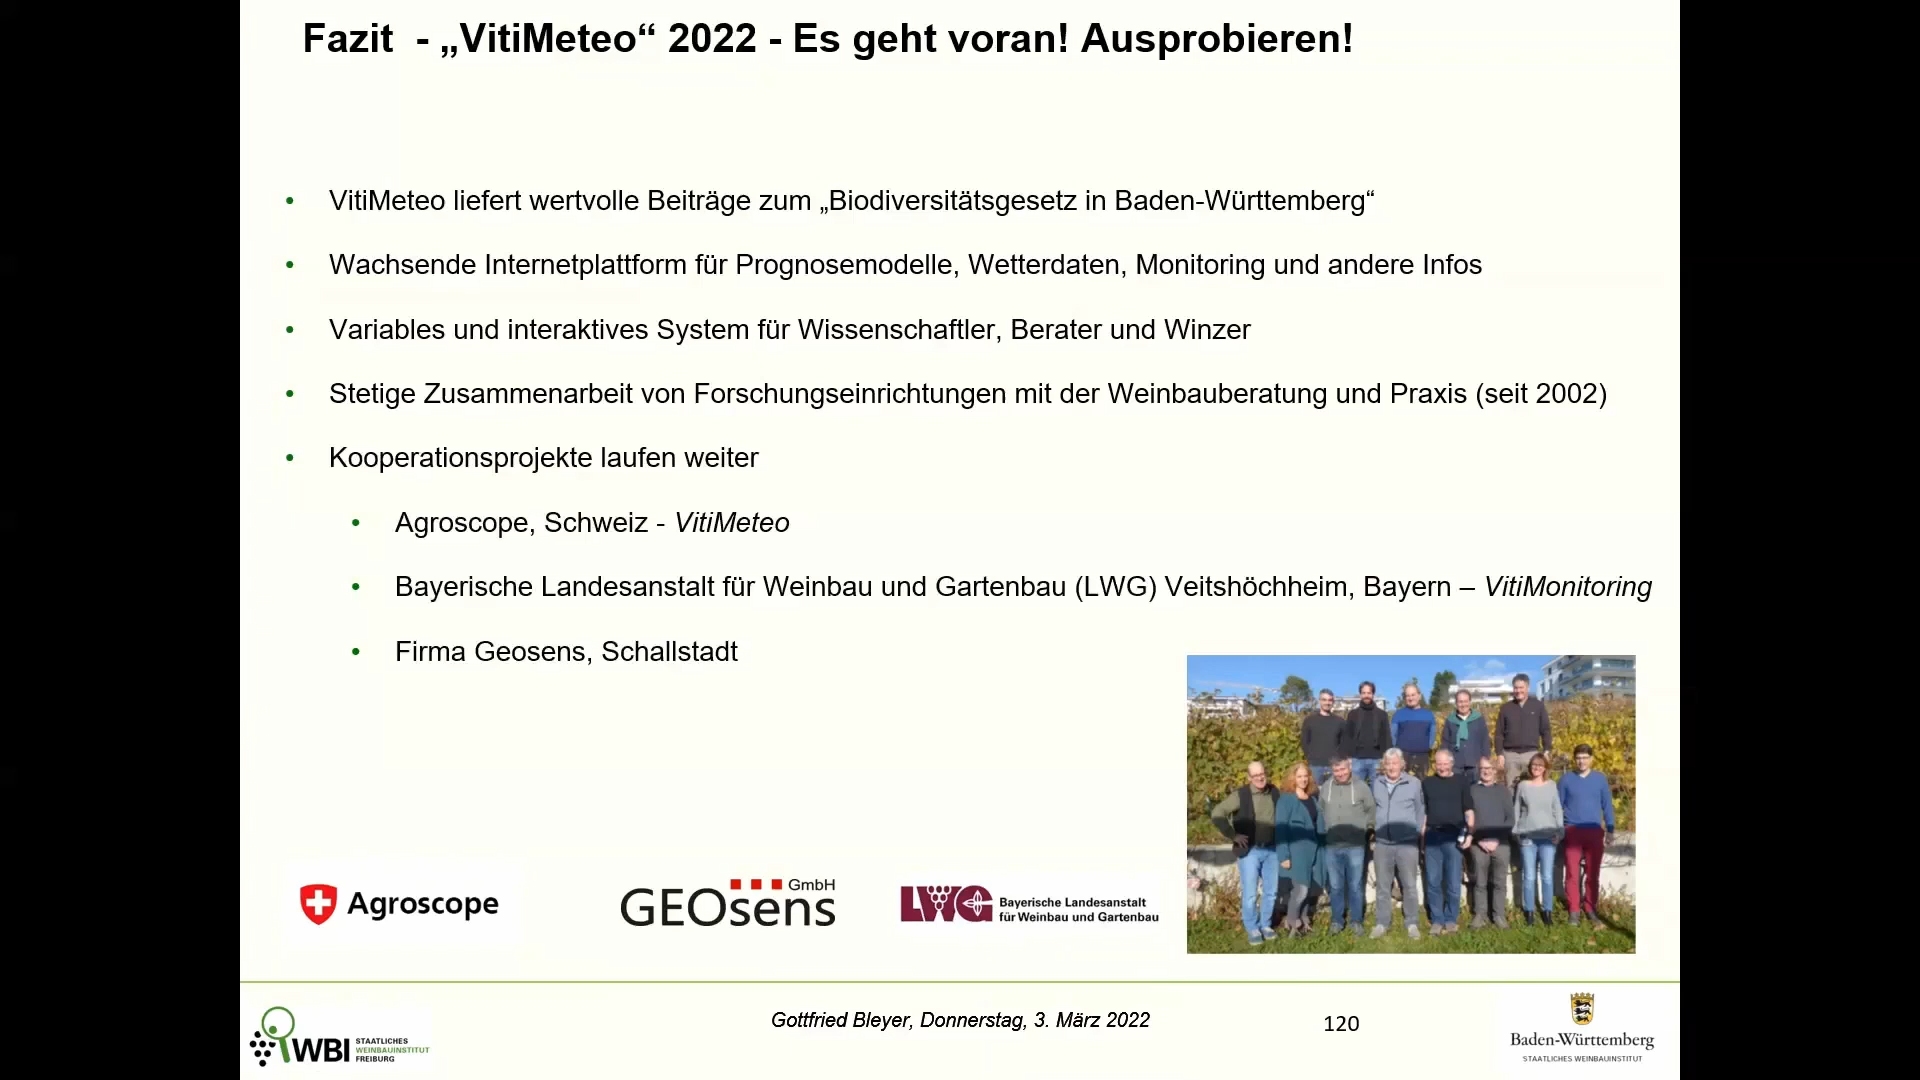 Fazit - „VitiMeteo“ 2022 - Es geht voran! Ausprobieren!
• VitiMeteo liefert wertvolle Beiträge zum „Biodiversitätsgesetz in Baden-Württemberg“
• Wachsende Internetplattform für Prognosemodelle, Wetterdaten, Monitoring und andere Infos
• Variables und interaktives System für Wissenschaftler, Berater und Winzer
• Stetige Zusammenarbeit von Forschungseinrichtungen mit der Weinbauberatung und Praxis (seit 2002)
• Kooperationsprojekte laufen weiter
• Agroscope, Schweiz - VitiMeteo
• Bayerische Landesanstalt für Weinbau und Gartenbau (LWG) Veitshöchheim, Bayern – VitiMonitoring
• Firma Geosens, Schallstadt
Agroscope
GEOsens GmbH
LWG Bayerische Landesanstalt
für Weinbau und Gartenbau
WBI STAATLICHES
WEINBAUINSTITUT
FREIBURG
Gottfried Bleyer, Donnerstag, 3. März 2022
120
Baden-Württemberg
STAATLICHES WEINBAUINSTITUT